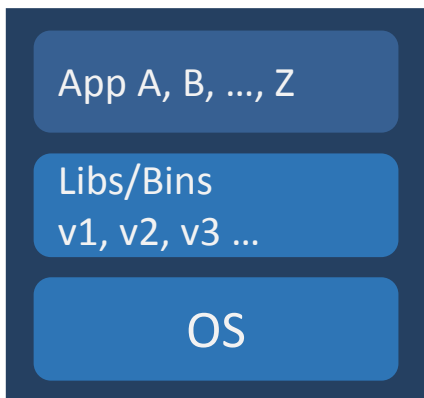 App A, B, …, Z
Libs/Bins
v1, v2, v3 …
OS